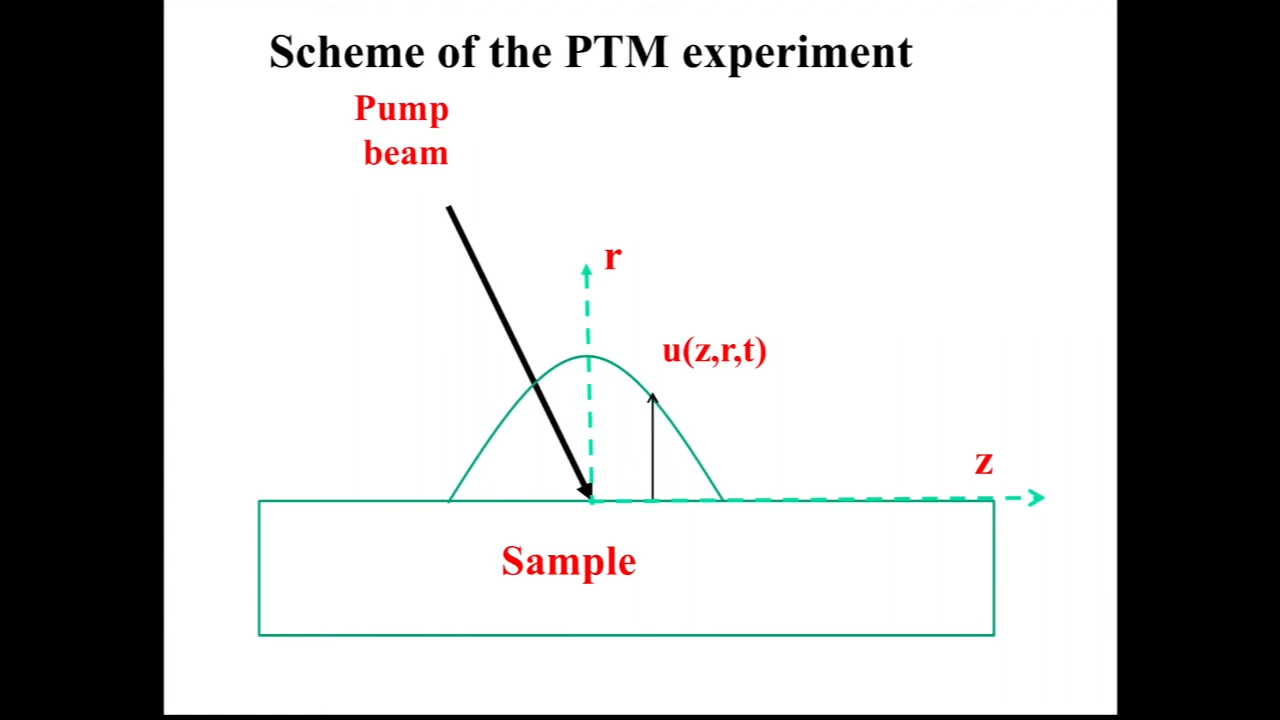 Scheme of the PTM experiment
Pump
beam
r
u(z,r,t)
z
Sample